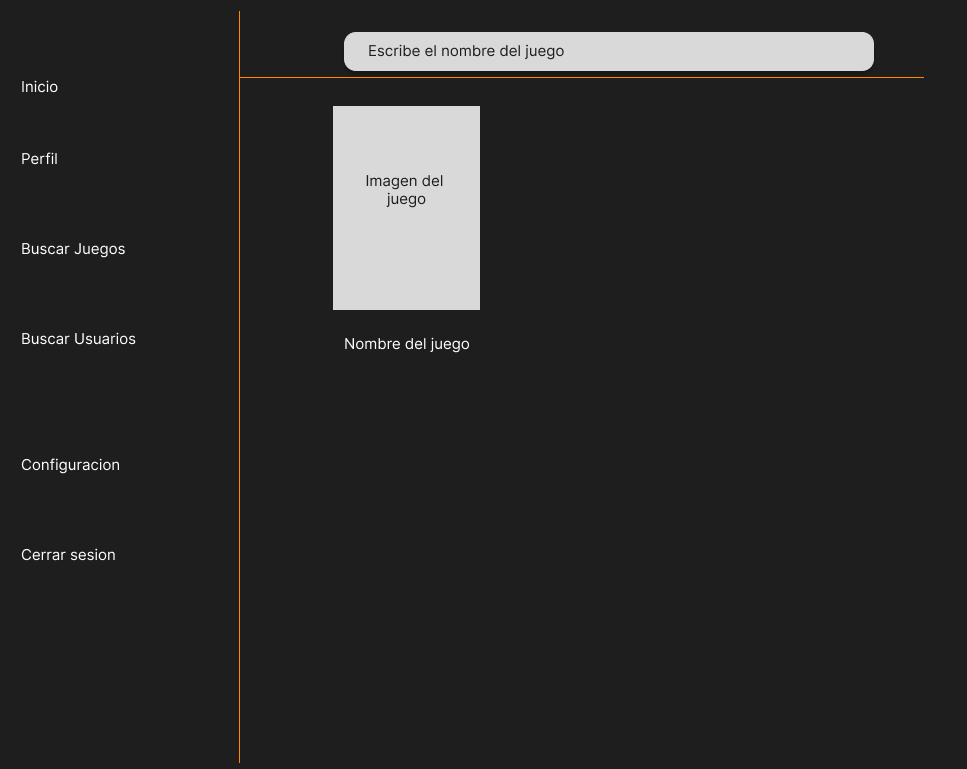 Escribe el nombre del juego
Inicio
Perfil
Buscar Juegos
Buscar Usuarios
Configuracion
Cerrar sesion
Imagen del
juego
Nombre del juego